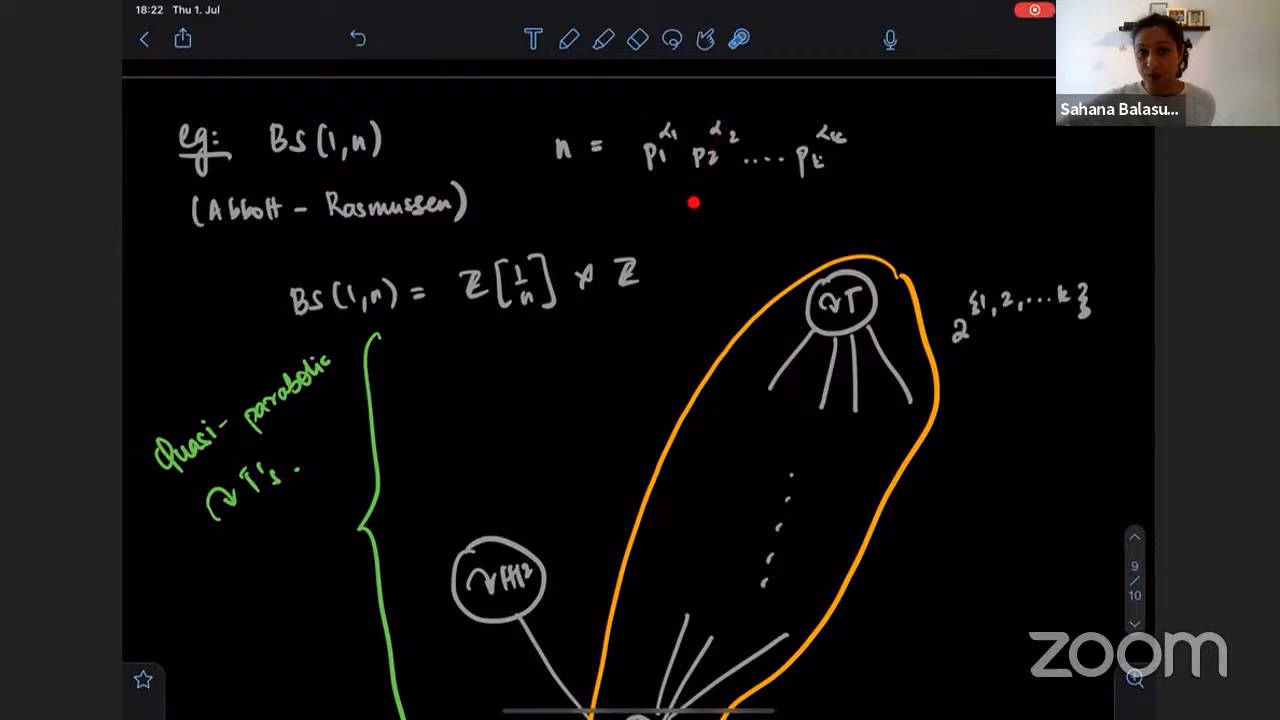 18:22 Thu 1. Jul
Sahana Balasu...
eg: BS(1,n)
n = p₁^α₁ p₂^α₂ .... pₖ^αₖ
(Abbott - Rasmussen)
BS(1,n) = ℤ[1/n] ⋊ ℤ
↷T
2^{1,2,...k}
Quasi-parabolic
↷T's.
↷ℍ²
9
/
10
zoom